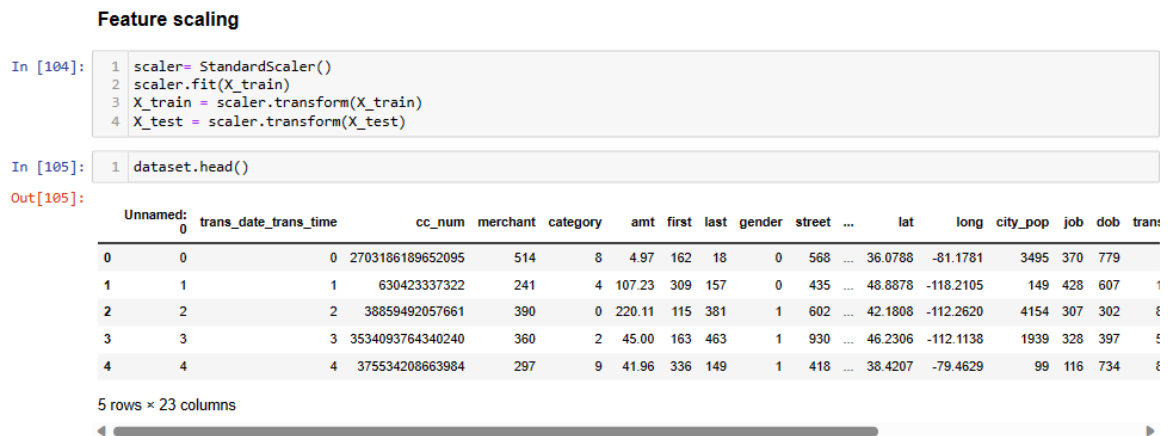 Feature scaling
In [104]:
1 scaler= StandardScaler()
2 scaler.fit(X_train)
3 X_train = scaler.transform(X_train)
4 X_test = scaler.transform(X_test)
In [105]:
1 dataset.head()
Out[105]:
Unnamed: 0 trans_date_trans_time cc_num merchant category amt first last gender street ... lat long city_pop job dob trans
0 0 0 2703186189652095 514 8 4.97 162 18 0 568 ... 36.0788 -81.1781 3495 370 779
1 1 1 630423337322 241 4 107.23 309 157 0 435 ... 48.8878 -118.2105 149 428 607
2 2 2 38859492057661 390 0 220.11 115 381 1 602 ... 42.1808 -112.2620 4154 307 302
3 3 3 3534093764340240 360 2 45.00 163 463 1 930 ... 46.2306 -112.1138 1939 328 397
4 4 4 375534208663984 297 9 41.96 336 149 1 418 ... 38.4207 -79.4629 99 116 734
5 rows × 23 columns